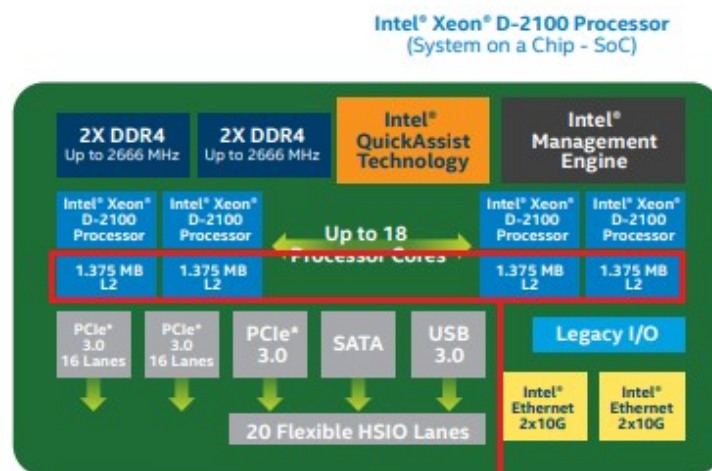 Intel® Xeon® D-2100 Processor
(System on a Chip - SoC)
2X DDR4
Up to 2666 MHz
2X DDR4
Up to 2666 MHz
Intel®
QuickAssist
Technology
Intel®
Management
Engine
Intel® Xeon®
D-2100
Processor
Intel® Xeon®
D-2100
Processor
Up to 18
Processor Cores
Intel® Xeon®
D-2100
Processor
Intel® Xeon®
D-2100
Processor
1.375 MB
L2
1.375 MB
L2
1.375 MB
L2
1.375 MB
L2
PCIe*
3.0
16 Lanes
PCIe*
3.0
16 Lanes
PCIe*
3.0
SATA
USB
3.0
Legacy I/O
Intel®
Ethernet
2x10G
Intel®
Ethernet
2x10G
20 Flexible HSIO Lanes